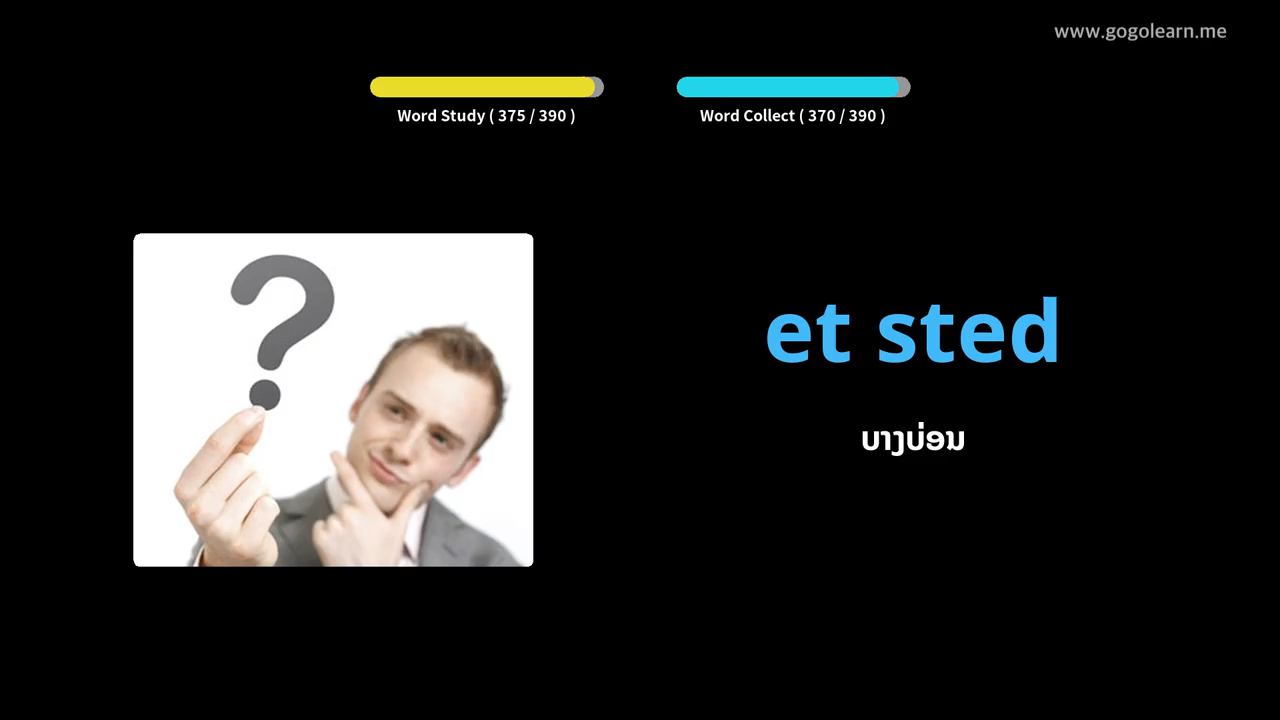 www.gogolearn.me
Word Study ( 375 / 390 )
Word Collect ( 370 / 390 )
et sted
ບາງບ່ອນ